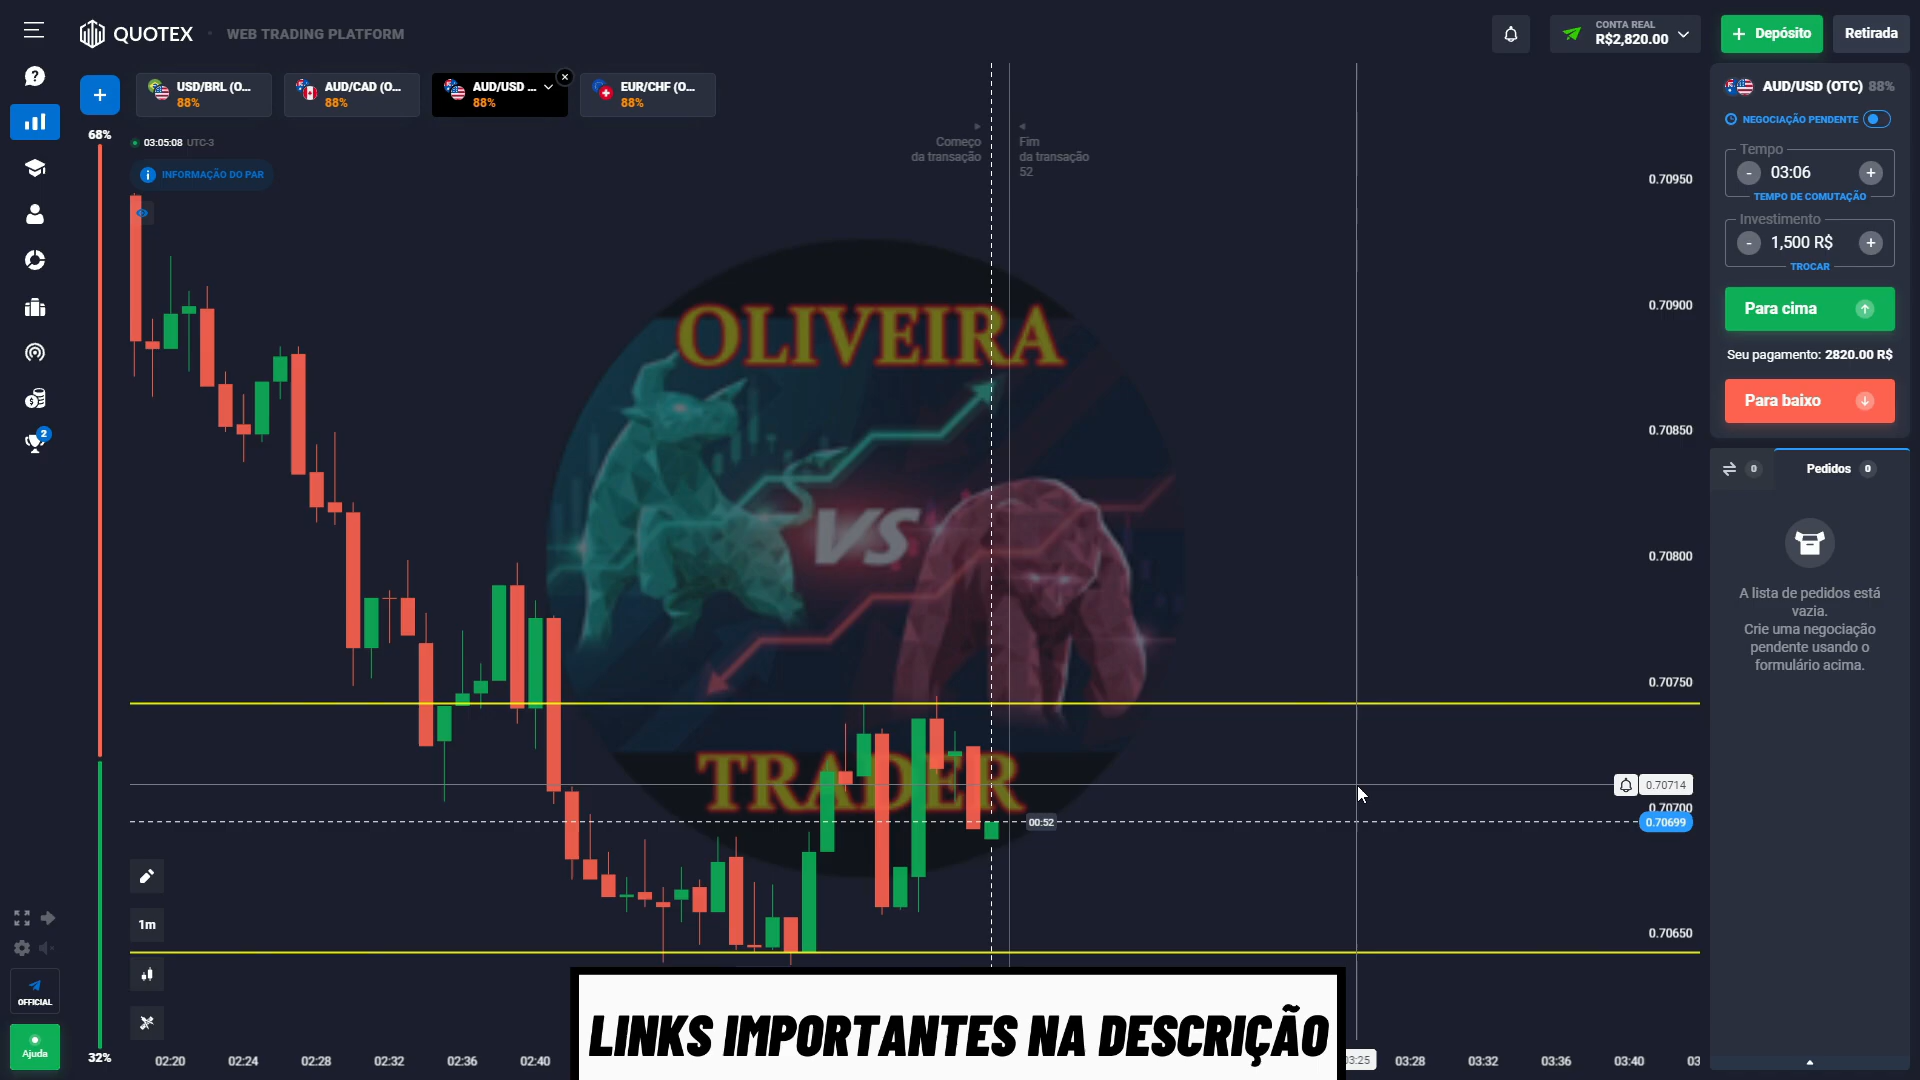 QUOTEX
WEB TRADING PLATFORM
CONTA REAL
R$2,820.00
+ Depósito
Retirada
USD/BRL (O...
88%
AUD/CAD (O...
88%
AUD/USD ...
88%
EUR/CHF (O...
88%
68%
03:05:08 UTC-3
INFORMAÇÃO DO PAR
Começo
da transação
Fim
da transação
52
OLIVEIRA
VS
TRADER
0.70950
0.70900
0.70850
0.70800
0.70750
0.70714
0.70700
0.70699
0.70650
00:52
AUD/USD (OTC) 88%
NEGOCIAÇÃO PENDENTE
Tempo
- 03:06 +
TEMPO DE COMUTAÇÃO
Investimento
- 1,500 R$ +
TROCAR
Para cima
Seu pagamento: 2820.00 R$
Para baixo
0
Pedidos 0
A lista de pedidos está
vazia.
Crie uma negociação
pendente usando o
formulário acima.
2
1m
OFFICIAL
Ajuda
32%
02:20
02:24
02:28
02:32
02:36
02:40
03:25
03:28
03:32
03:36
03:40
03
LINKS IMPORTANTES NA DESCRIÇÃO